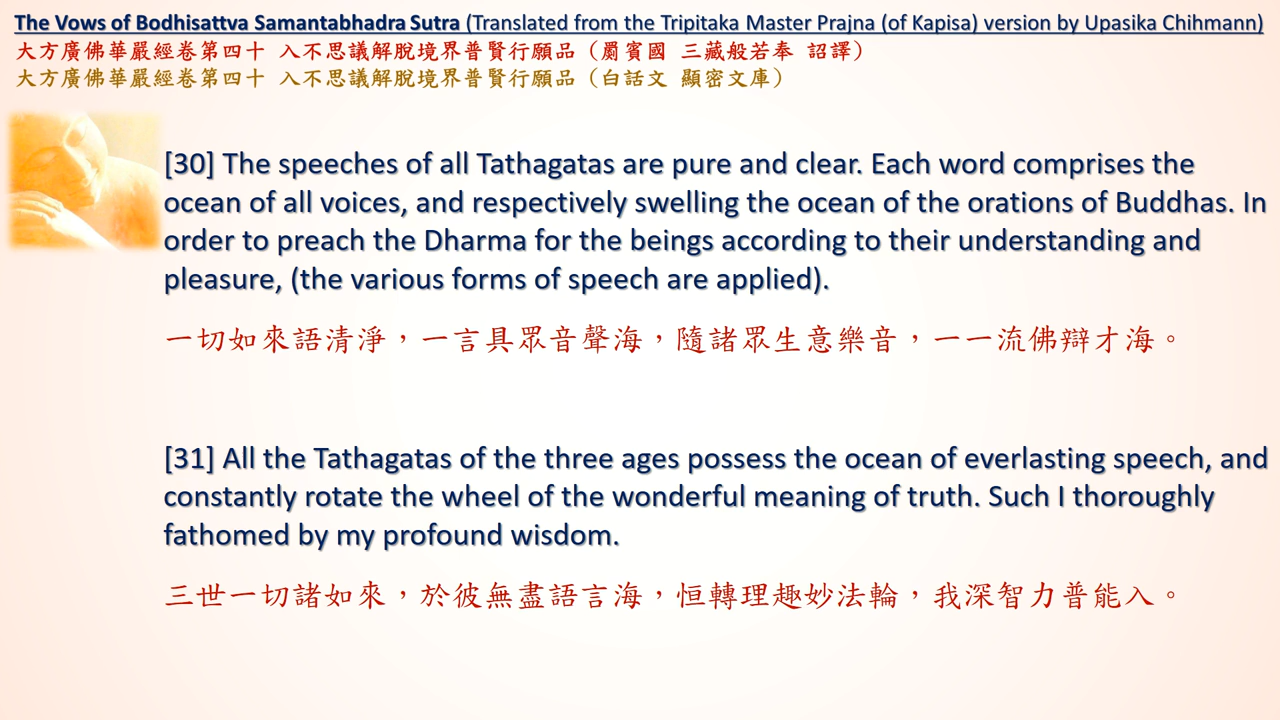 The Vows of Bodhisattva Samantabhadra Sutra (Translated from the Tripitaka Master Prajna (of Kapisa) version by Upasika Chihmann)
大方廣佛華嚴經卷第四十 入不思議解脫境界普賢行願品（罽賓國 三藏般若奉 詔譯）
大方廣佛華嚴經卷第四十 入不思議解脫境界普賢行願品（白話文 顯密文庫）
[30] The speeches of all Tathagatas are pure and clear. Each word comprises the
ocean of all voices, and respectively swelling the ocean of the orations of Buddhas. In
order to preach the Dharma for the beings according to their understanding and
pleasure, (the various forms of speech are applied).
一切如來語清淨，一言具眾音聲海，隨諸眾生意樂音，一一流佛辯才海。
[31] All the Tathagatas of the three ages possess the ocean of everlasting speech, and
constantly rotate the wheel of the wonderful meaning of truth. Such I thoroughly
fathomed by my profound wisdom.
三世一切諸如來，於彼無盡語言海，恒轉理趣妙法輪，我深智力普能入。